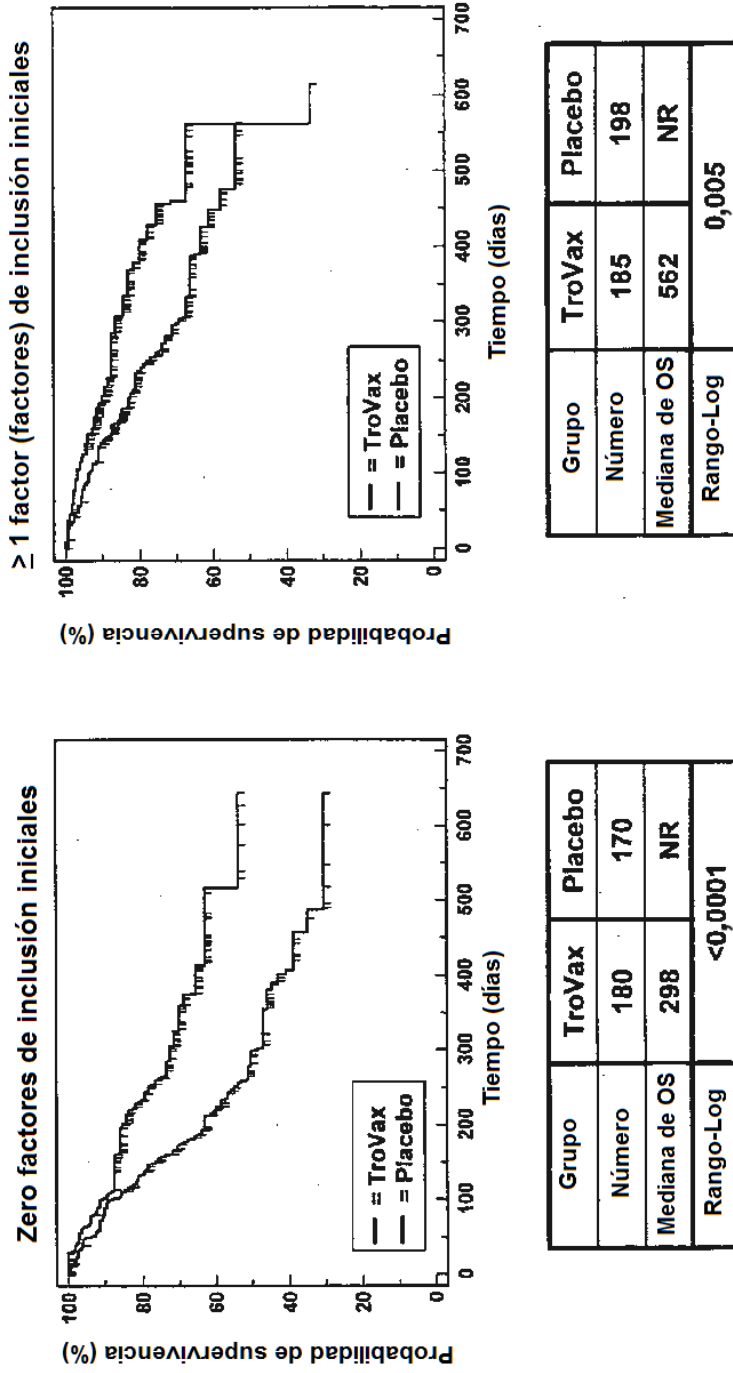 Zero factores de inclusión iniciales
Probabilidad de supervivencia (%)
100
80
60
40
20
0
= TroVax
= Placebo
0 100 200 300 400 500 600 700
Tiempo (días)
Grupo TroVax Placebo
Número 180 170
Mediana de OS 298 NR
Rango-Log <0,0001
≥ 1 factor (factores) de inclusión iniciales
Probabilidad de supervivencia (%)
100
80
60
40
20
0
= TroVax
= Placebo
0 100 200 300 400 500 600 700
Tiempo (días)
Grupo TroVax Placebo
Número 185 198
Mediana de OS 562 NR
Rango-Log 0,005